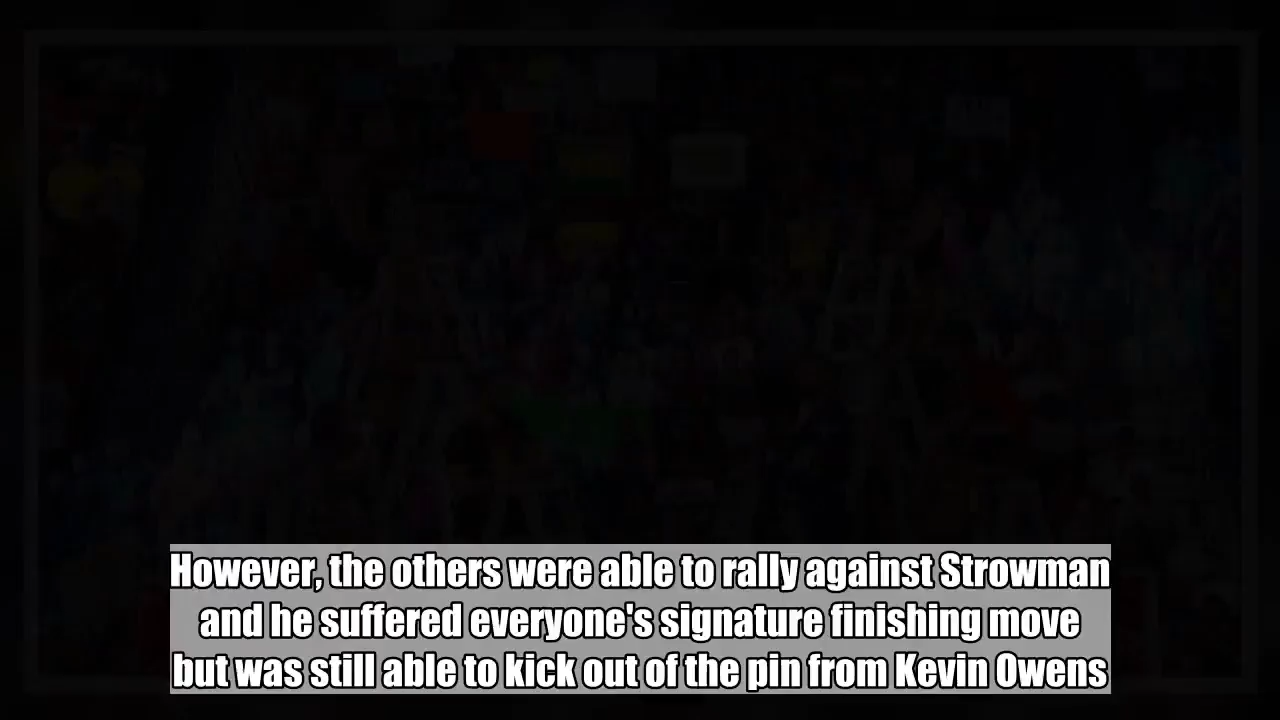 However, the others were able to rally against Strowman
and he suffered everyone's signature finishing move
but was still able to kick out of the pin from Kevin Owens